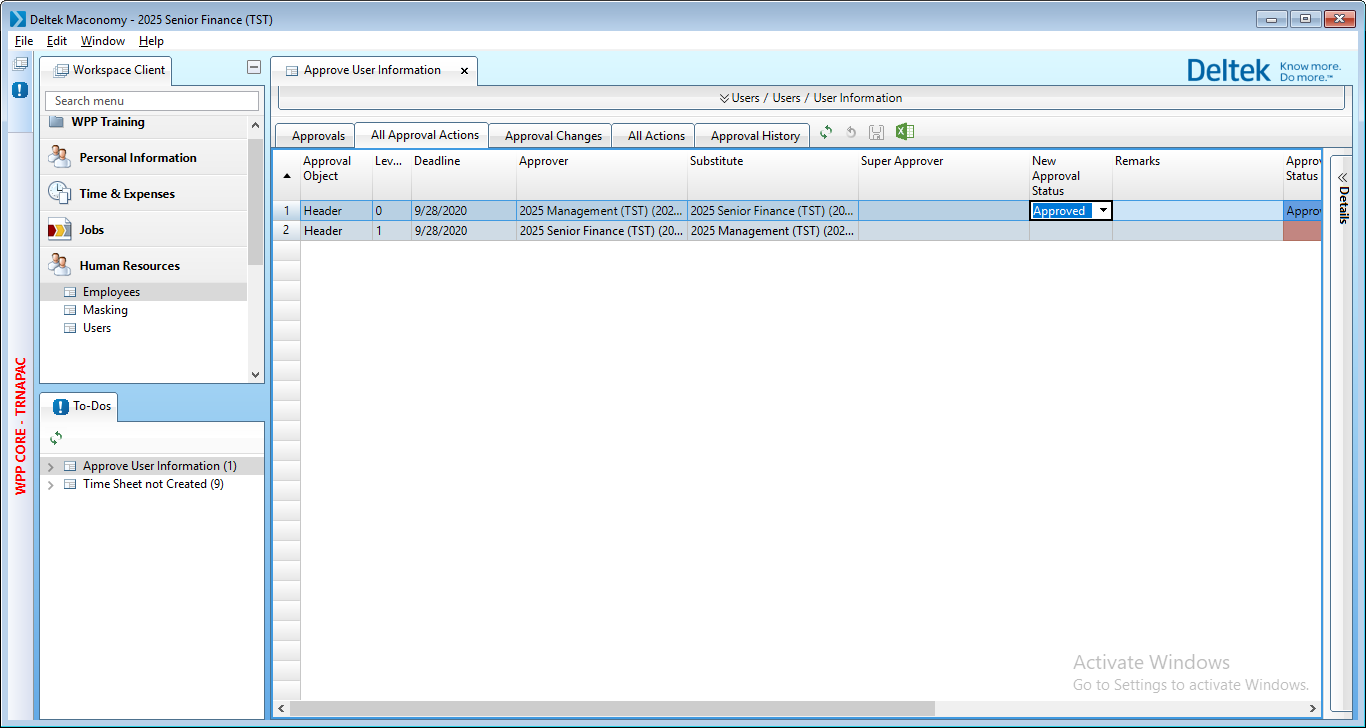 Deltek Maconomy - 2025 Senior Finance (TST)
File Edit Window Help
Workspace Client
Search menu
WPP Training
Personal Information
Time & Expenses
Jobs
Human Resources
Employees
Masking
Users
WPP CORE - TRNAPAC
To-Dos
Approve User Information (1)
Time Sheet not Created (9)
Approve User Information
Deltek Know more. Do more.™
Users / Users / User Information
Approvals All Approval Actions Approval Changes All Actions Approval History
Approval Object Lev... Deadline Approver Substitute Super Approver New Approval Status Remarks Approv Status
1 Header 0 9/28/2020 2025 Management (TST) (202... 2025 Senior Finance (TST) (20... Approved Appro
2 Header 1 9/28/2020 2025 Senior Finance (TST) (20... 2025 Management (TST) (202...
Details
Activate Windows
Go to Settings to activate Windows.